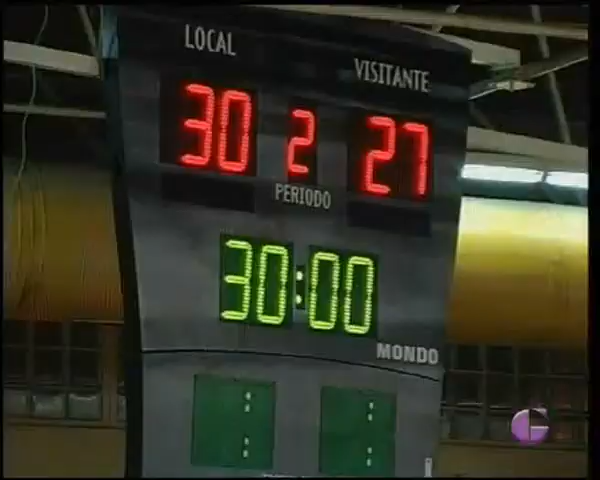 LOCAL
VISITANTE
30 2 27
PERIODO
30:00
MONDO
: :
: :
G